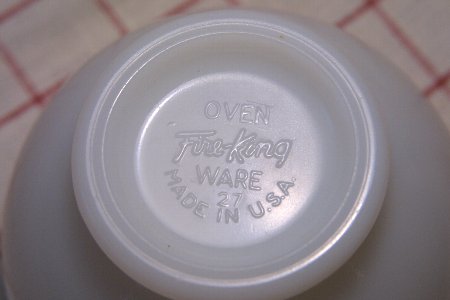 OVEN
Fire-King
WARE
27
MADE IN U.S.A.